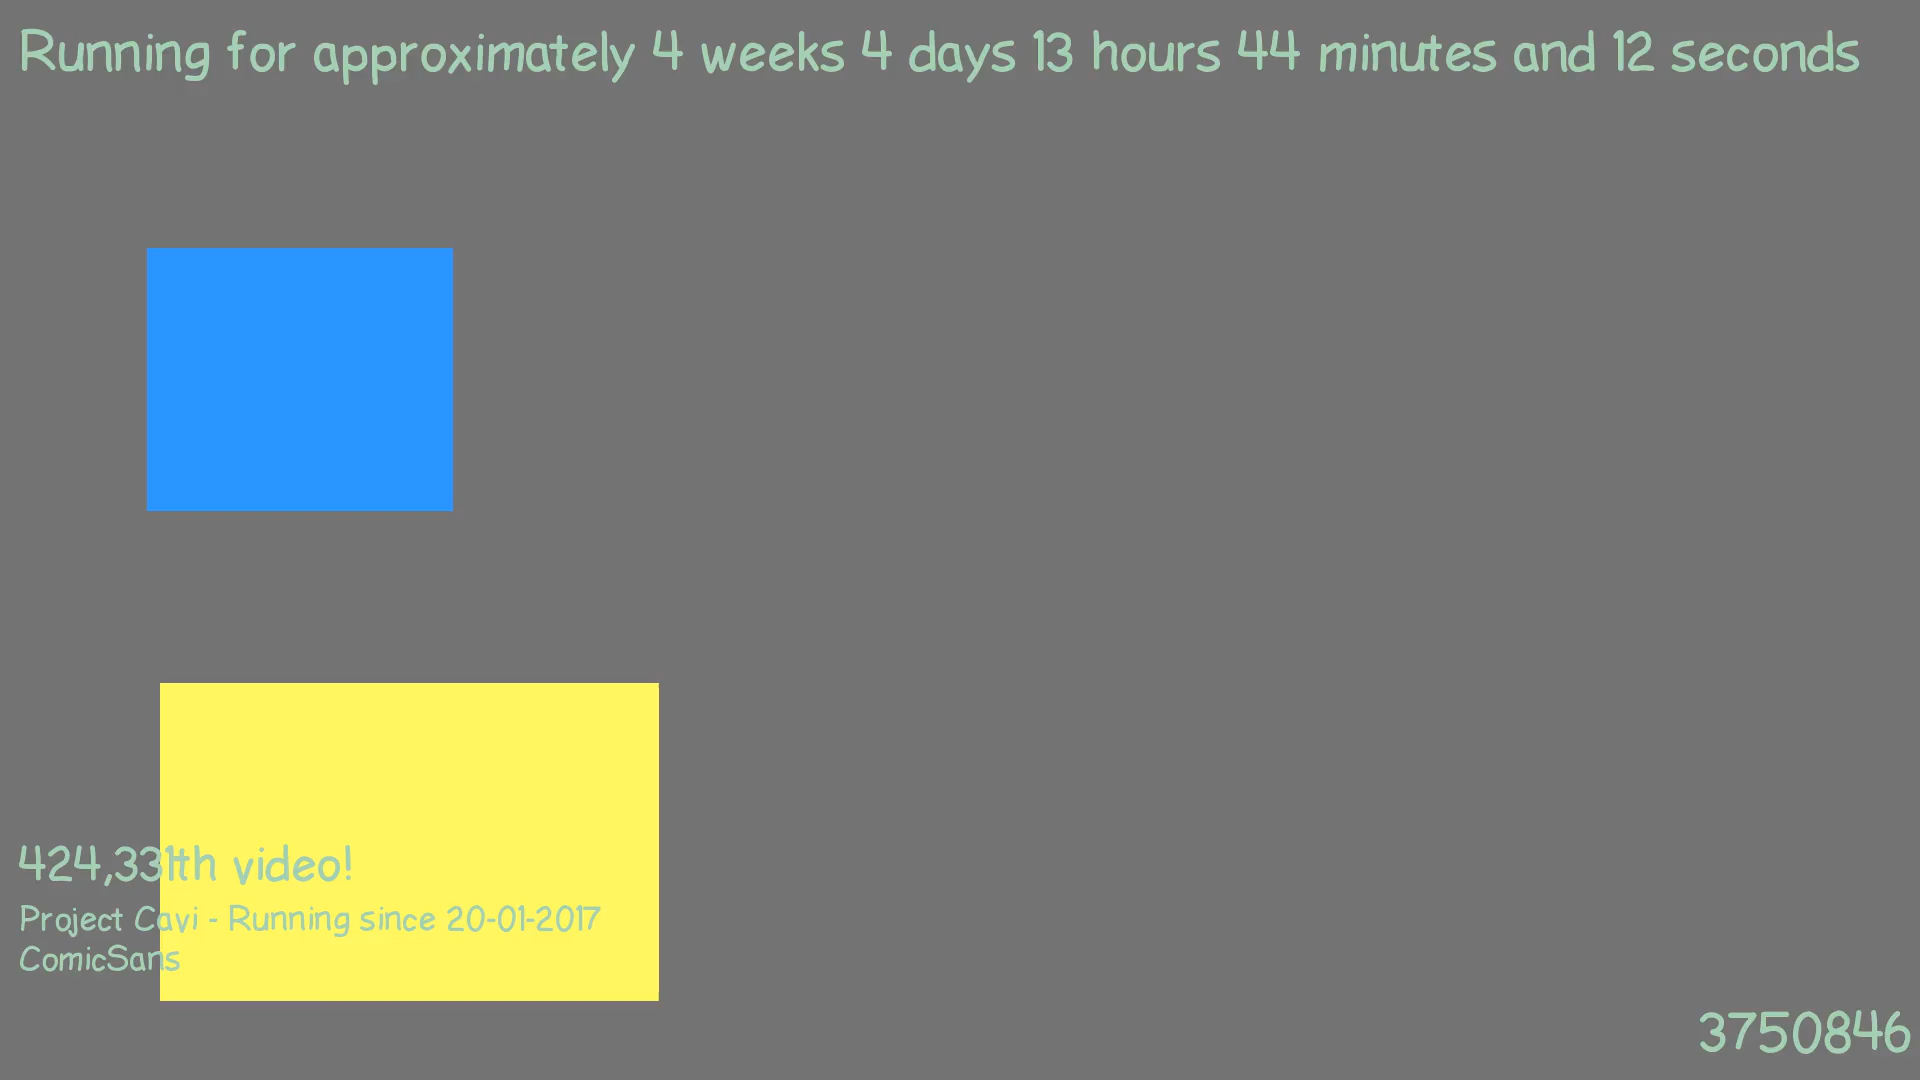 Running for approximately 4 weeks 4 days 13 hours 44 minutes and 12 seconds
424,331th video!
Project Cavi - Running since 20-01-2017
ComicSans
3750846